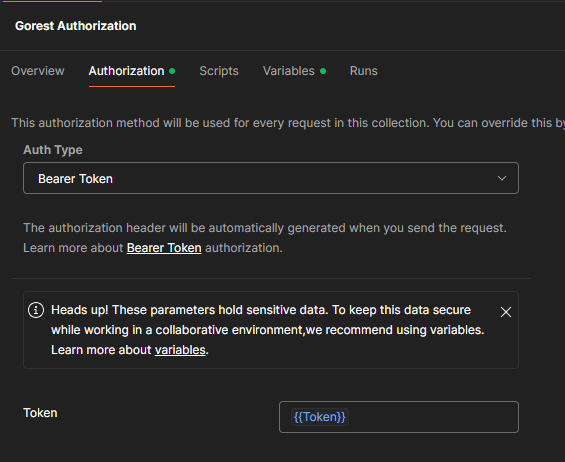 Gorest Authorization
Overview Authorization Scripts Variables Runs
This authorization method will be used for every request in this collection. You can override this by
Auth Type
Bearer Token
The authorization header will be automatically generated when you send the request.
Learn more about Bearer Token authorization.
Heads up! These parameters hold sensitive data. To keep this data secure
while working in a collaborative environment,we recommend using variables.
Learn more about variables.
Token {{Token}}